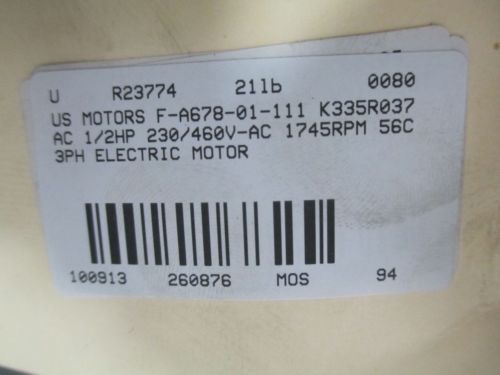 U R23774 21lb 0080
US MOTORS F-A678-01-111 K335R037
AC 1/2HP 230/460V-AC 1745RPM 56C
3PH ELECTRIC MOTOR
100913 260876 MOS 94